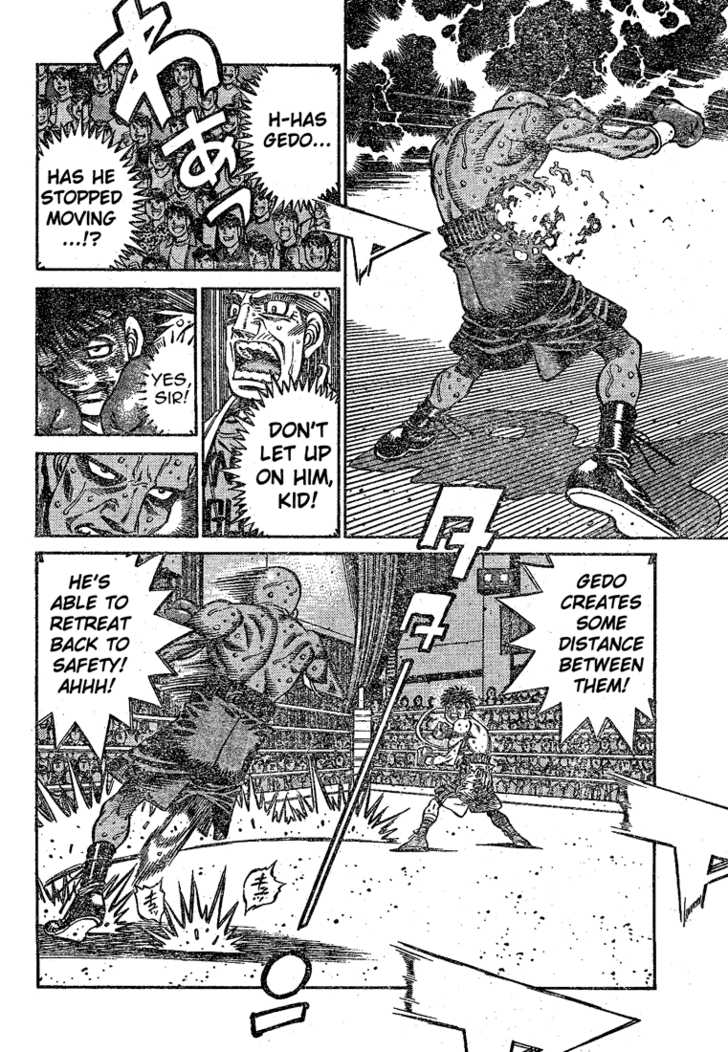 わあぁっ
H-HAS
GEDO...
HAS HE
STOPPED
MOVING
...!?
DON'T
LET UP
ON HIM,
KID!
YES,
SIR!
GEDO
CREATES
SOME
DISTANCE
BETWEEN
THEM!
HE'S
ABLE TO
RETREAT
BACK TO
SAFETY!
AHHH!